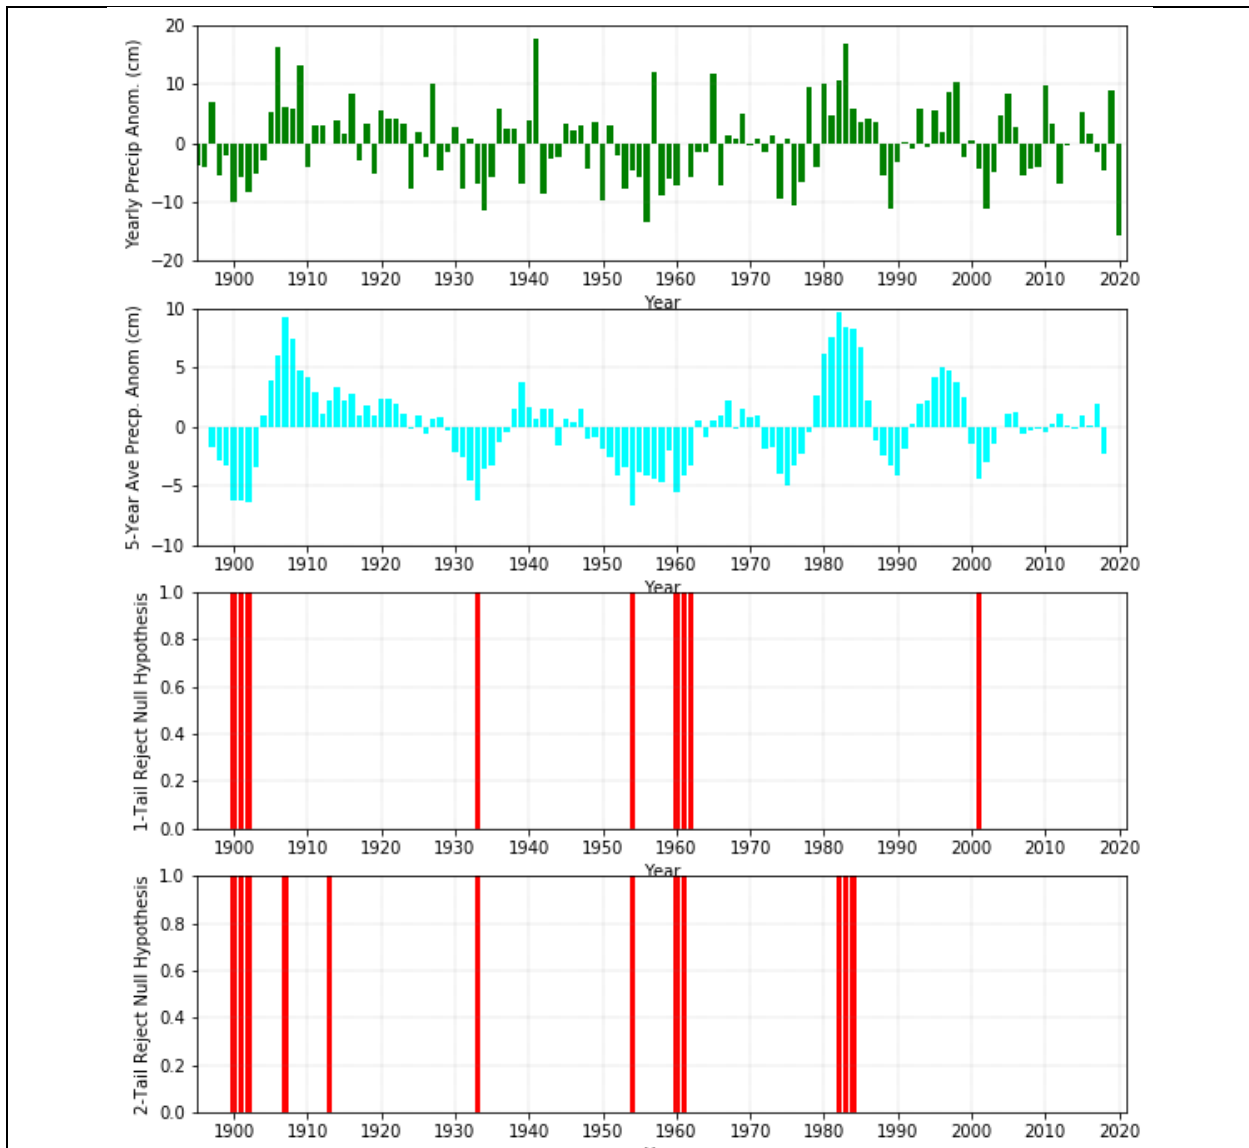 Yearly Precip Anom. (cm)
20
10
0
−10
−20
1900 1910 1920 1930 1940 1950 1960 1970 1980 1990 2000 2010 2020
Year
5-Year Ave Precp. Anom (cm)
10
5
0
−5
−10
1900 1910 1920 1930 1940 1950 1960 1970 1980 1990 2000 2010 2020
Year
1-Tail Reject Null Hypothesis
1.0
0.8
0.6
0.4
0.2
0.0
1900 1910 1920 1930 1940 1950 1960 1970 1980 1990 2000 2010 2020
Year
2-Tail Reject Null Hypothesis
1.0
0.8
0.6
0.4
0.2
0.0
1900 1910 1920 1930 1940 1950 1960 1970 1980 1990 2000 2010 2020